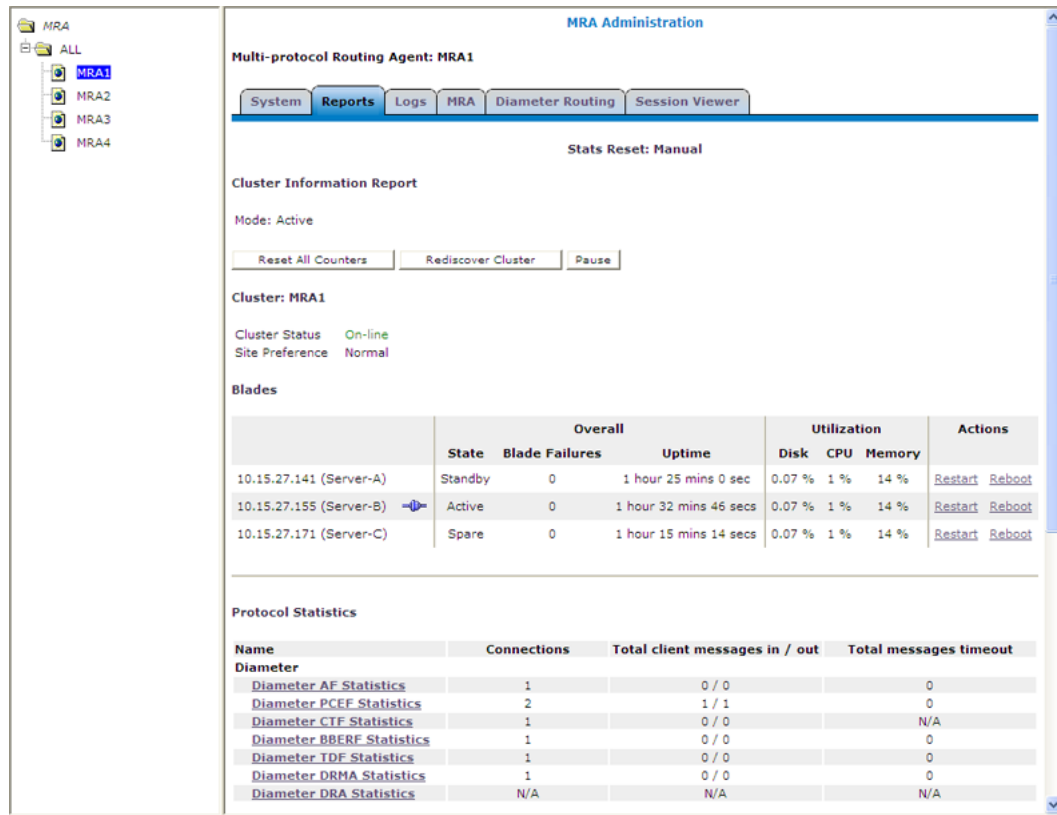 MRA
ALL
MRA1
MRA2
MRA3
MRA4
MRA Administration
Multi-protocol Routing Agent: MRA1
System Reports Logs MRA Diameter Routing Session Viewer
Stats Reset: Manual
Cluster Information Report
Mode: Active
Reset All Counters Rediscover Cluster Pause
Cluster: MRA1
Cluster Status On-line
Site Preference Normal
Blades
Overall Utilization Actions
State Blade Failures Uptime Disk CPU Memory
10.15.27.141 (Server-A) Standby 0 1 hour 25 mins 0 sec 0.07 % 1 % 14 % Restart Reboot
10.15.27.155 (Server-B) Active 0 1 hour 32 mins 46 secs 0.07 % 1 % 14 % Restart Reboot
10.15.27.171 (Server-C) Spare 0 1 hour 15 mins 14 secs 0.07 % 1 % 14 % Restart Reboot
Protocol Statistics
Name Connections Total client messages in / out Total messages timeout
Diameter
Diameter AF Statistics 1 0 / 0 0
Diameter PCEF Statistics 2 1 / 1 0
Diameter CTF Statistics 1 0 / 0 N/A
Diameter BBERF Statistics 1 0 / 0 0
Diameter TDF Statistics 1 0 / 0 0
Diameter DRMA Statistics 1 0 / 0 0
Diameter DRA Statistics N/A N/A N/A